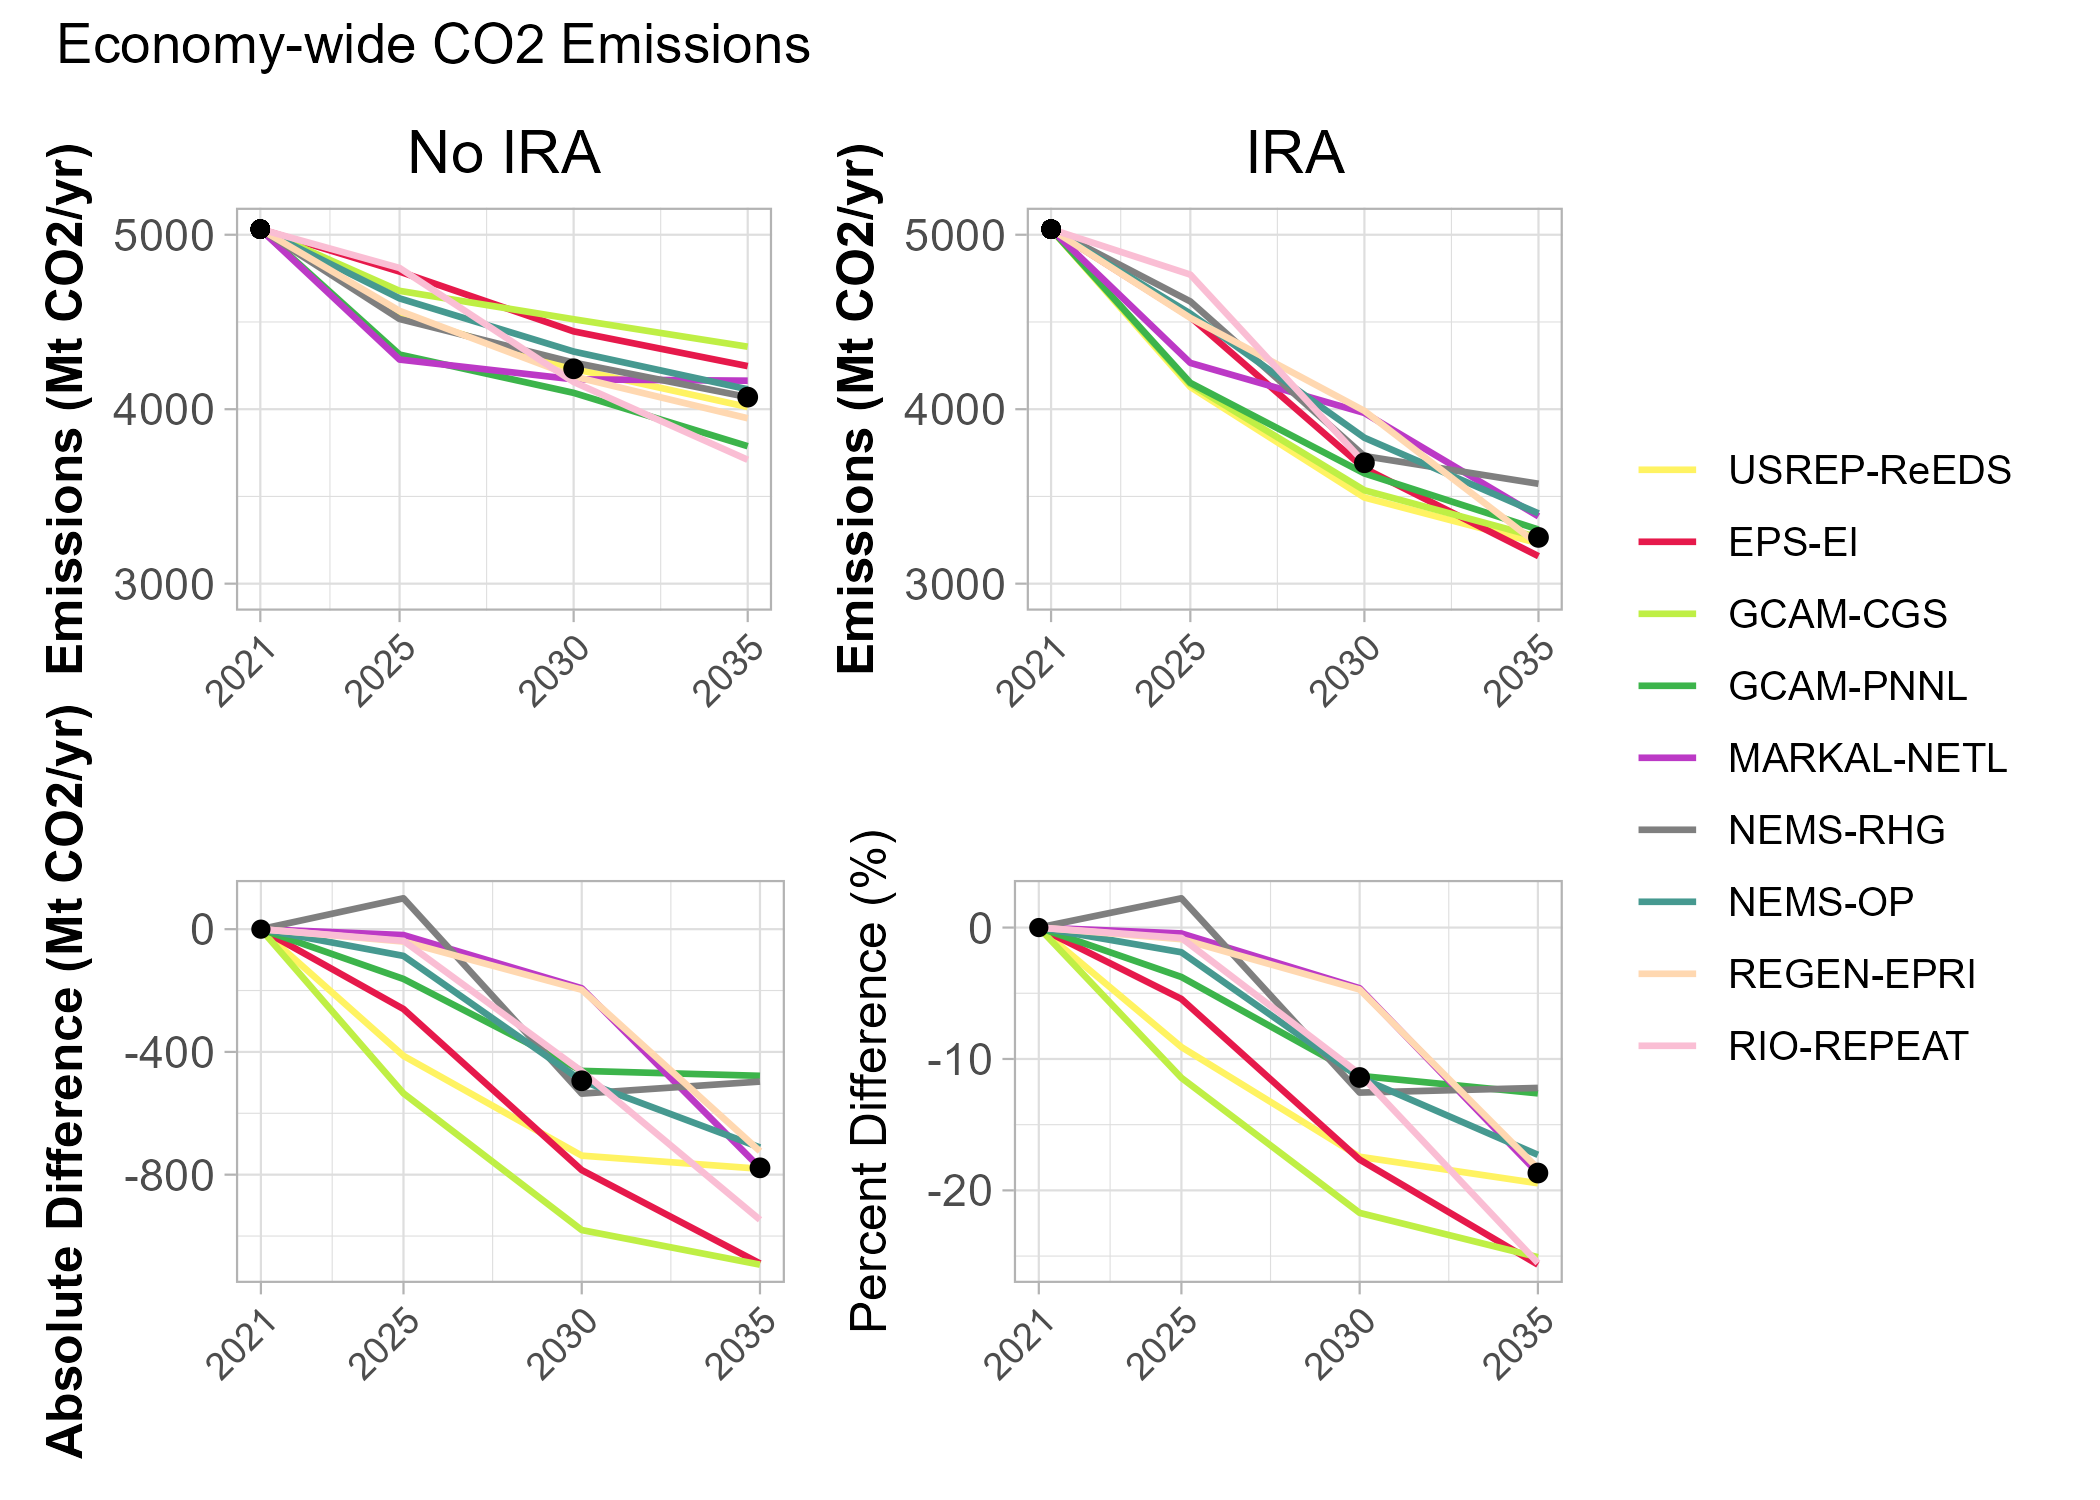 Economy-wide CO2 Emissions
No IRA
IRA
Emissions (Mt CO2/yr)
5000
4000
3000
2021
2025
2030
2035
Emissions (Mt CO2/yr)
5000
4000
3000
2021
2025
2030
2035
Absolute Difference (Mt CO2/yr)
0
-400
-800
2021
2025
2030
2035
Percent Difference (%)
0
-10
-20
2021
2025
2030
2035
USREP-ReEDS
EPS-EI
GCAM-CGS
GCAM-PNNL
MARKAL-NETL
NEMS-RHG
NEMS-OP
REGEN-EPRI
RIO-REPEAT